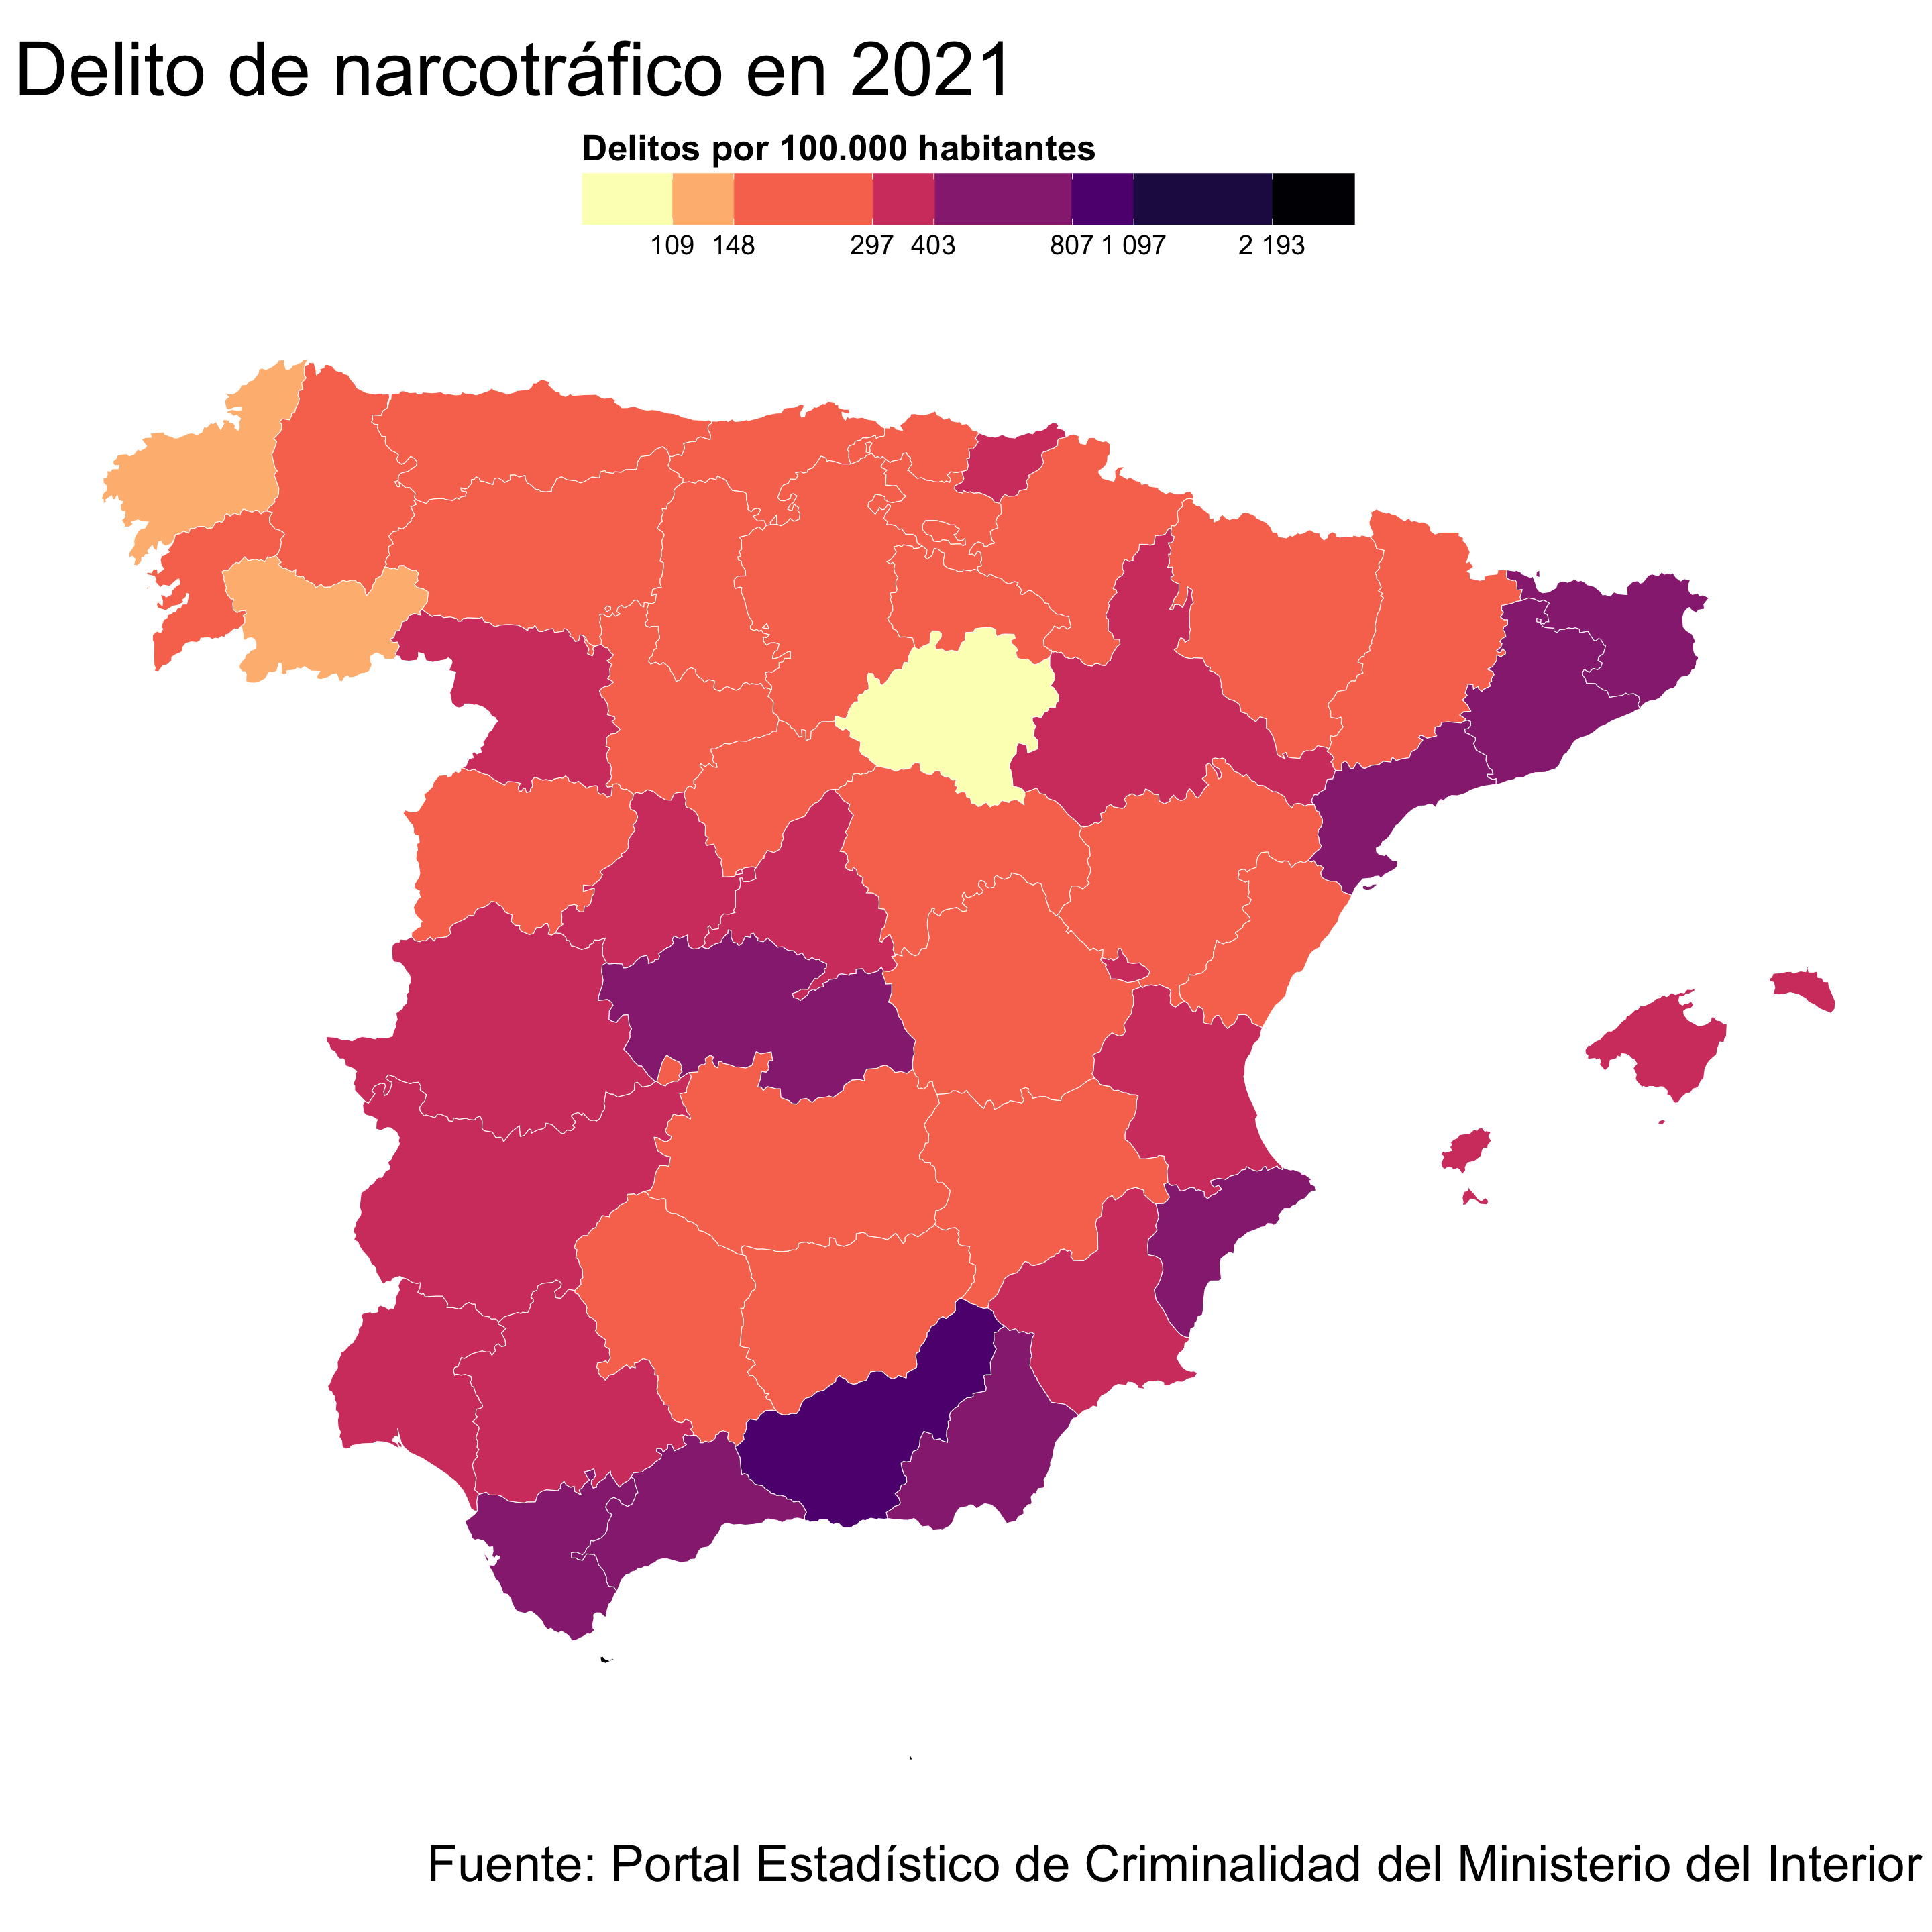 Delito de narcotráfico en 2021
Delitos por 100.000 habitantes
109 148 297 403 807 1 097 2 193
Fuente: Portal Estadístico de Criminalidad del Ministerio del Interior